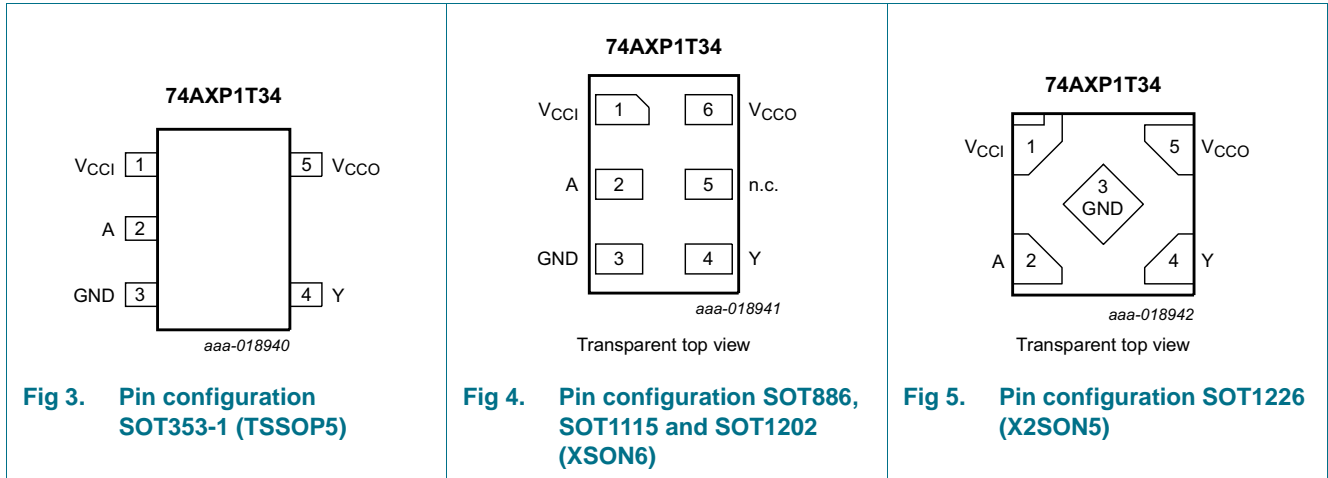 74AXP1T34
VCCI 1
5 VCCO
A 2
GND 3
4 Y
aaa-018940
Fig 3. Pin configuration
SOT353-1 (TSSOP5)
74AXP1T34
VCCI 1
6 VCCO
A 2
5 n.c.
GND 3
4 Y
aaa-018941
Transparent top view
Fig 4. Pin configuration SOT886,
SOT1115 and SOT1202
(XSON6)
74AXP1T34
VCCI 1
5 VCCO
3
GND
A 2
4 Y
aaa-018942
Transparent top view
Fig 5. Pin configuration SOT1226
(X2SON5)